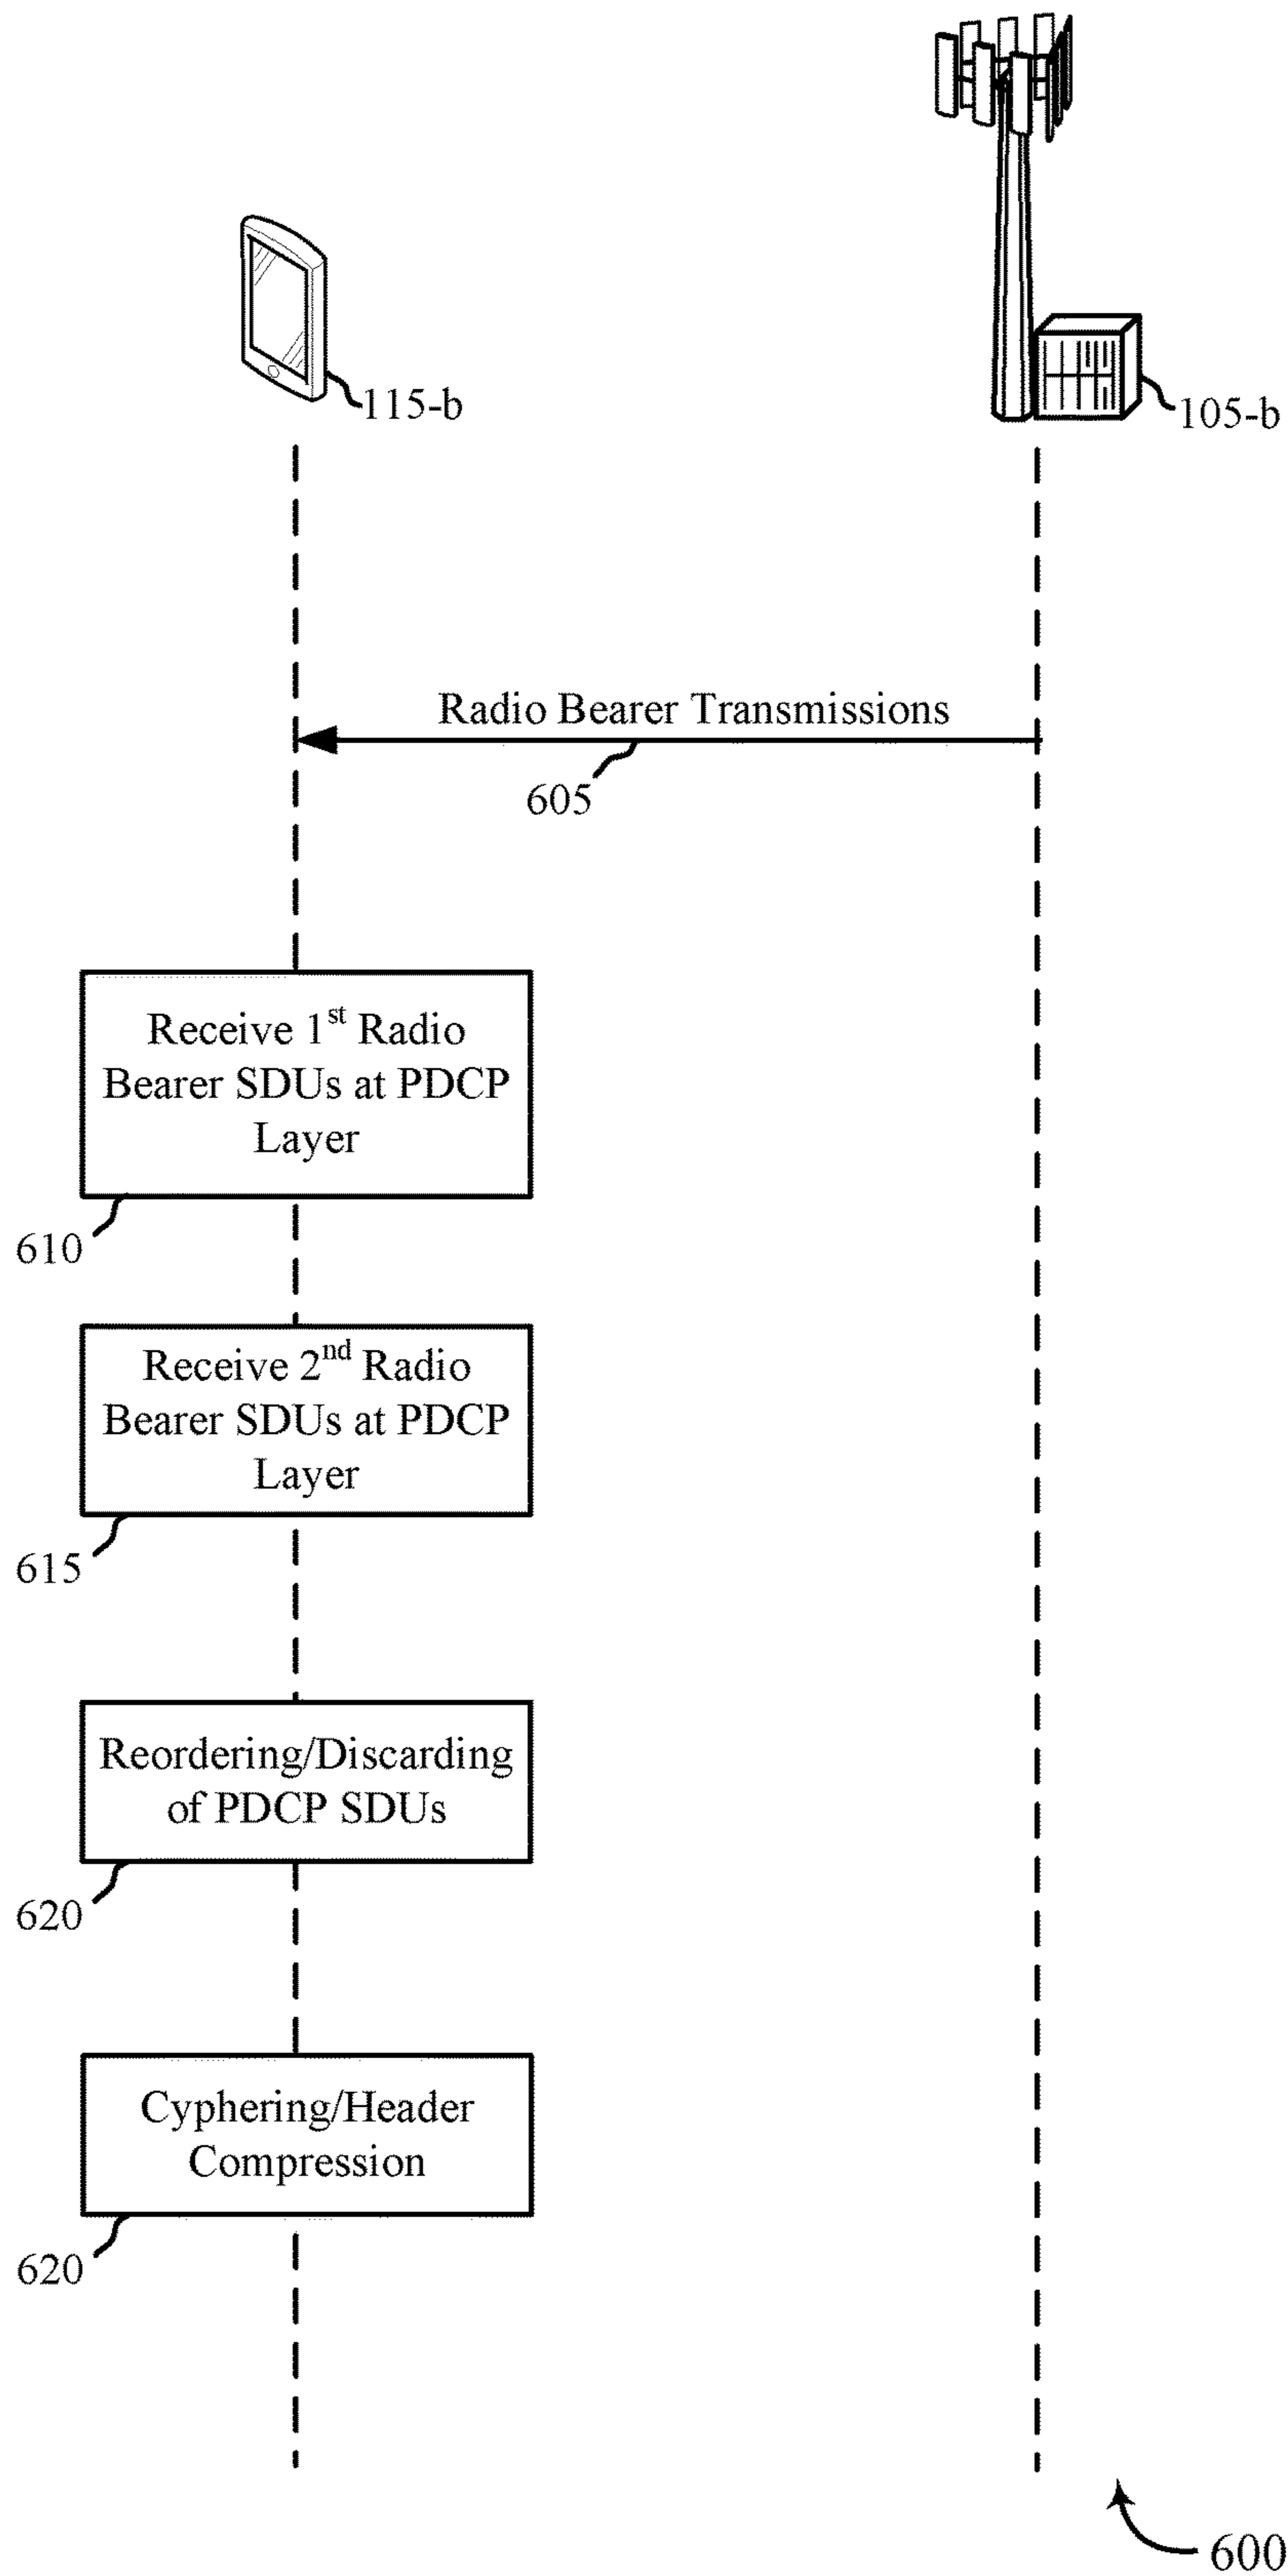 115-b
105-b
Radio Bearer Transmissions
605
Receive 1st Radio
Bearer SDUs at PDCP
Layer
610
Receive 2nd Radio
Bearer SDUs at PDCP
Layer
615
Reordering/Discarding
of PDCP SDUs
620
Cyphering/Header
Compression
620
600